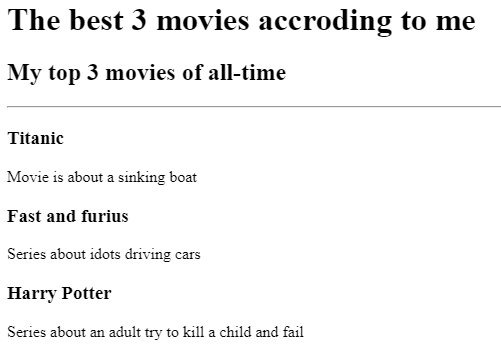 The best 3 movies accroding to me
My top 3 movies of all-time
Titanic
Movie is about a sinking boat
Fast and furius
Series about idots driving cars
Harry Potter
Series about an adult try to kill a child and fail